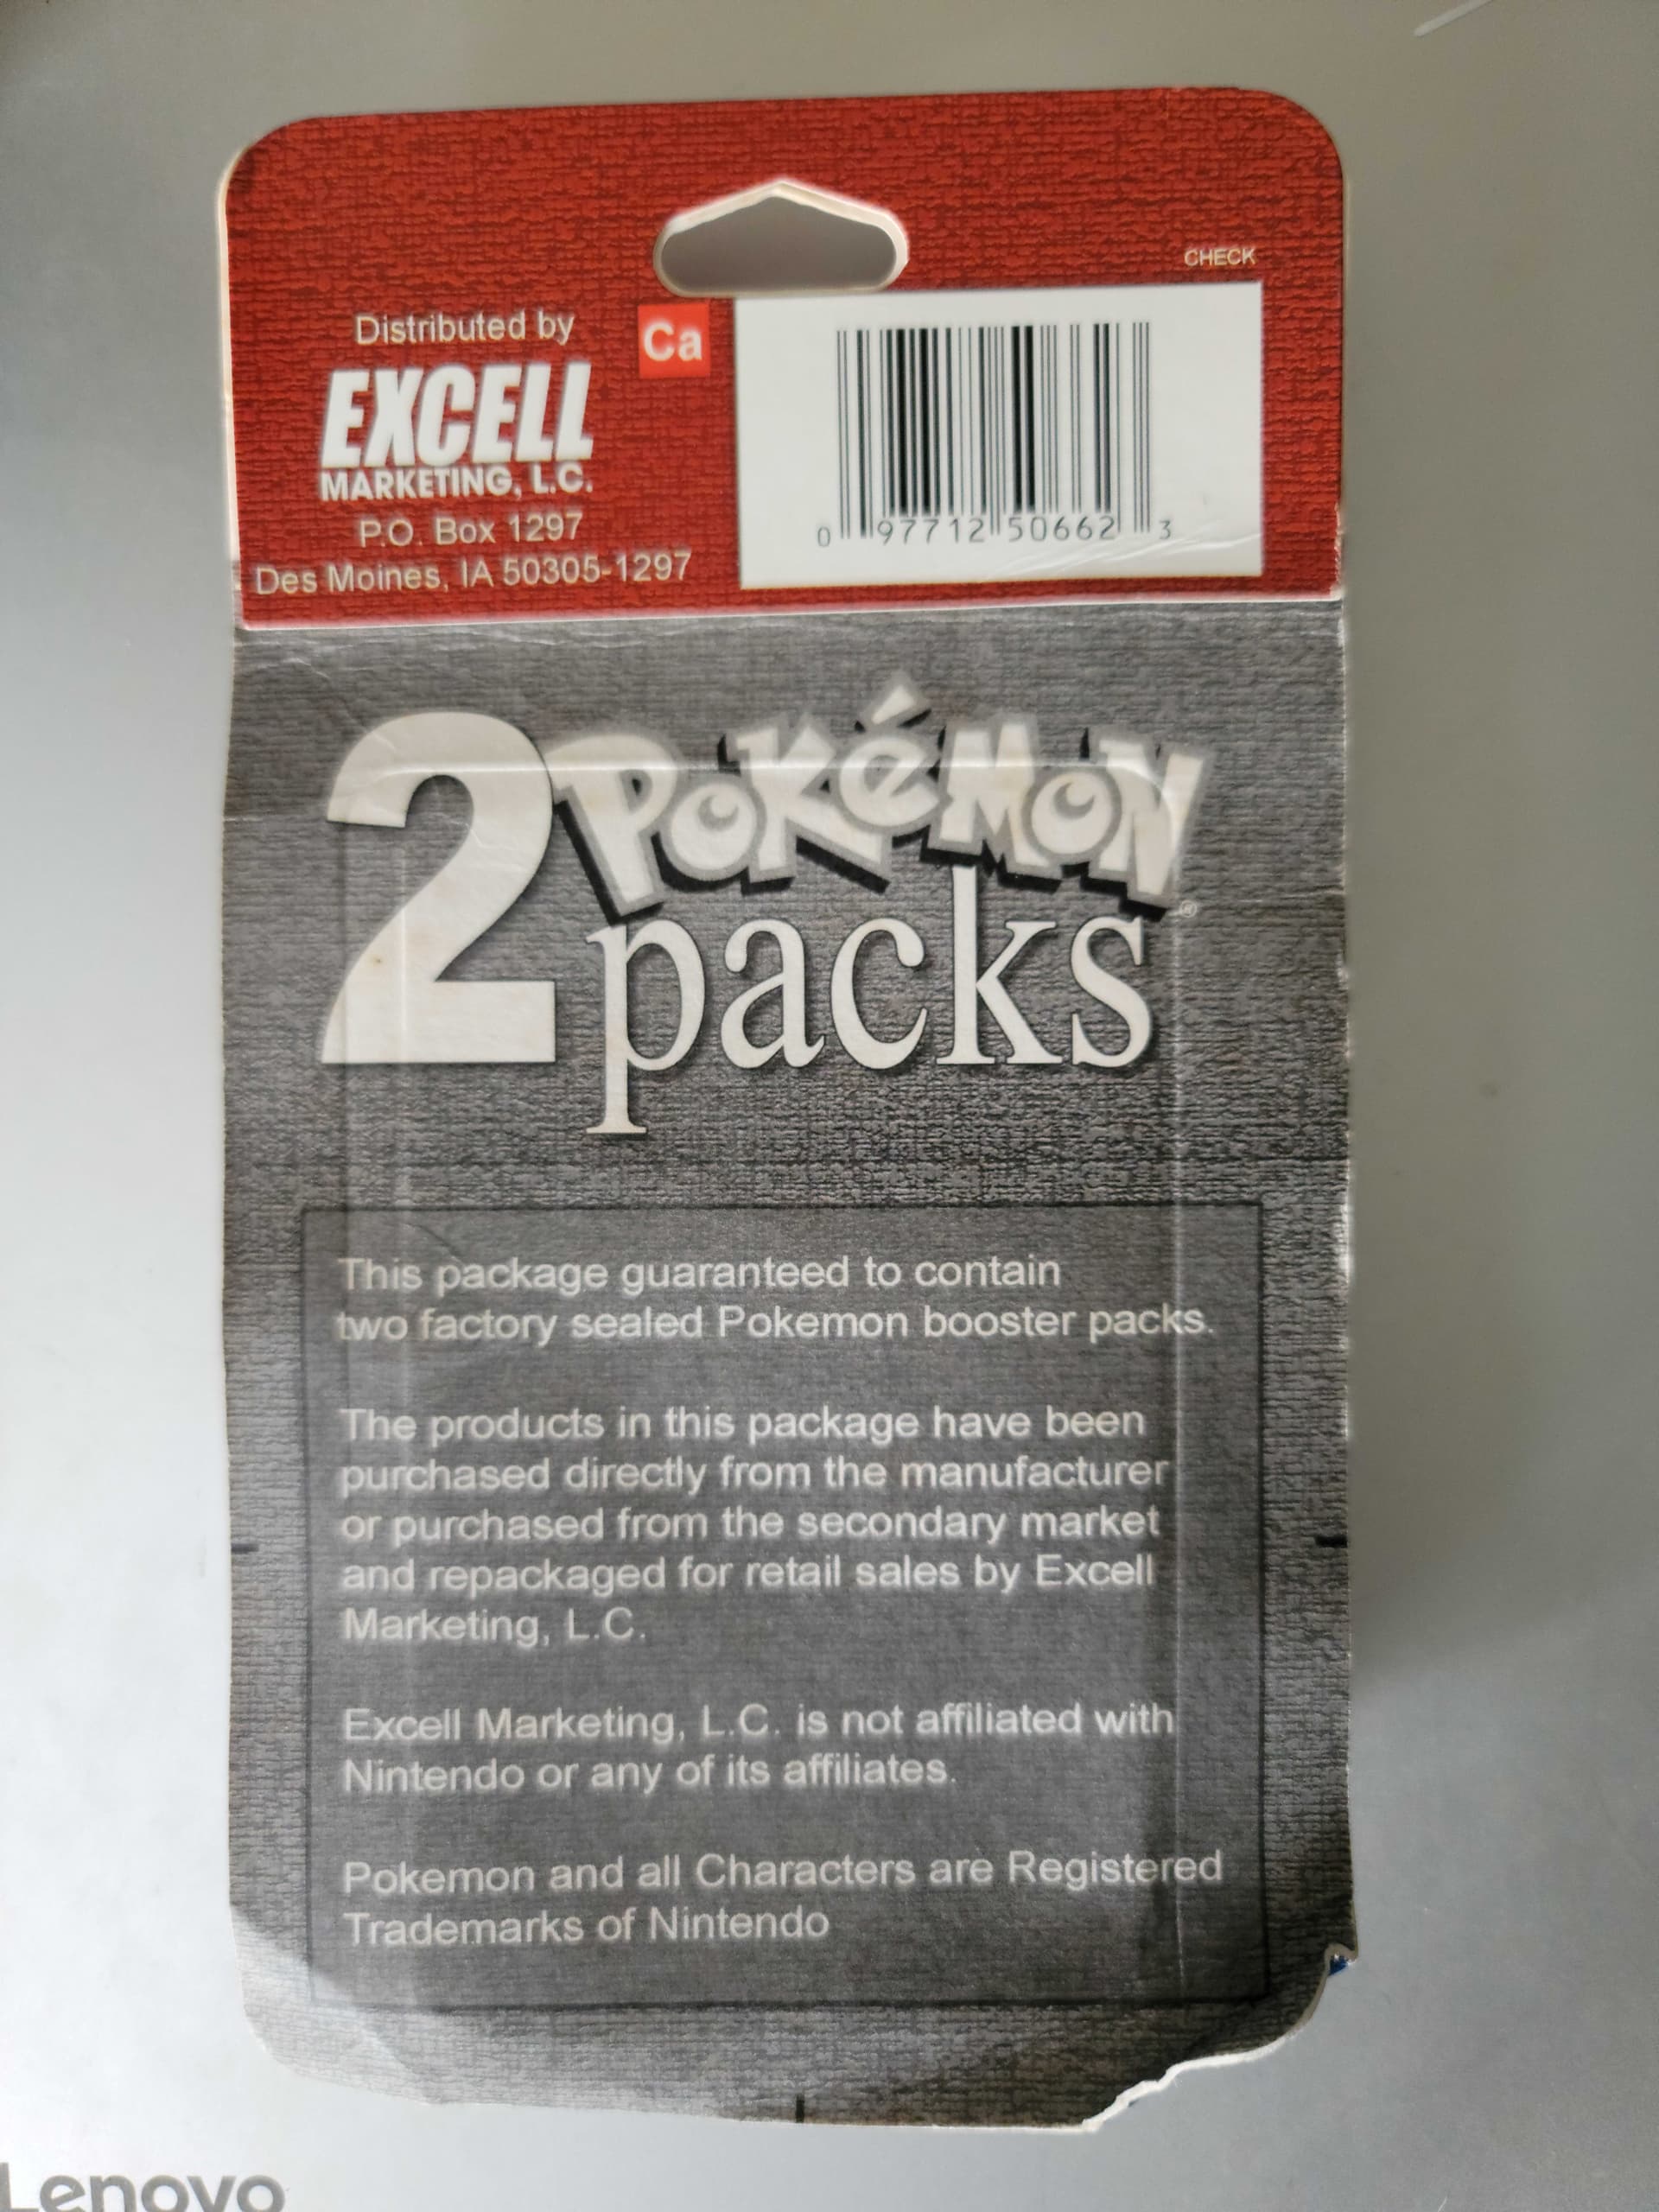 CHECK
Distributed by
EXCELL
MARKETING, L.C.
P.O. Box 1297
Des Moines, IA 50305-1297
Ca
0 97712 50662 3
2 POKéMON
packs
®
This package guaranteed to contain
two factory sealed Pokemon booster packs.
The products in this package have been
purchased directly from the manufacturer
or purchased from the secondary market
and repackaged for retail sales by Excell
Marketing, L.C.
Excell Marketing, L.C. is not affiliated with
Nintendo or any of its affiliates.
Pokemon and all Characters are Registered
Trademarks of Nintendo
Lenovo